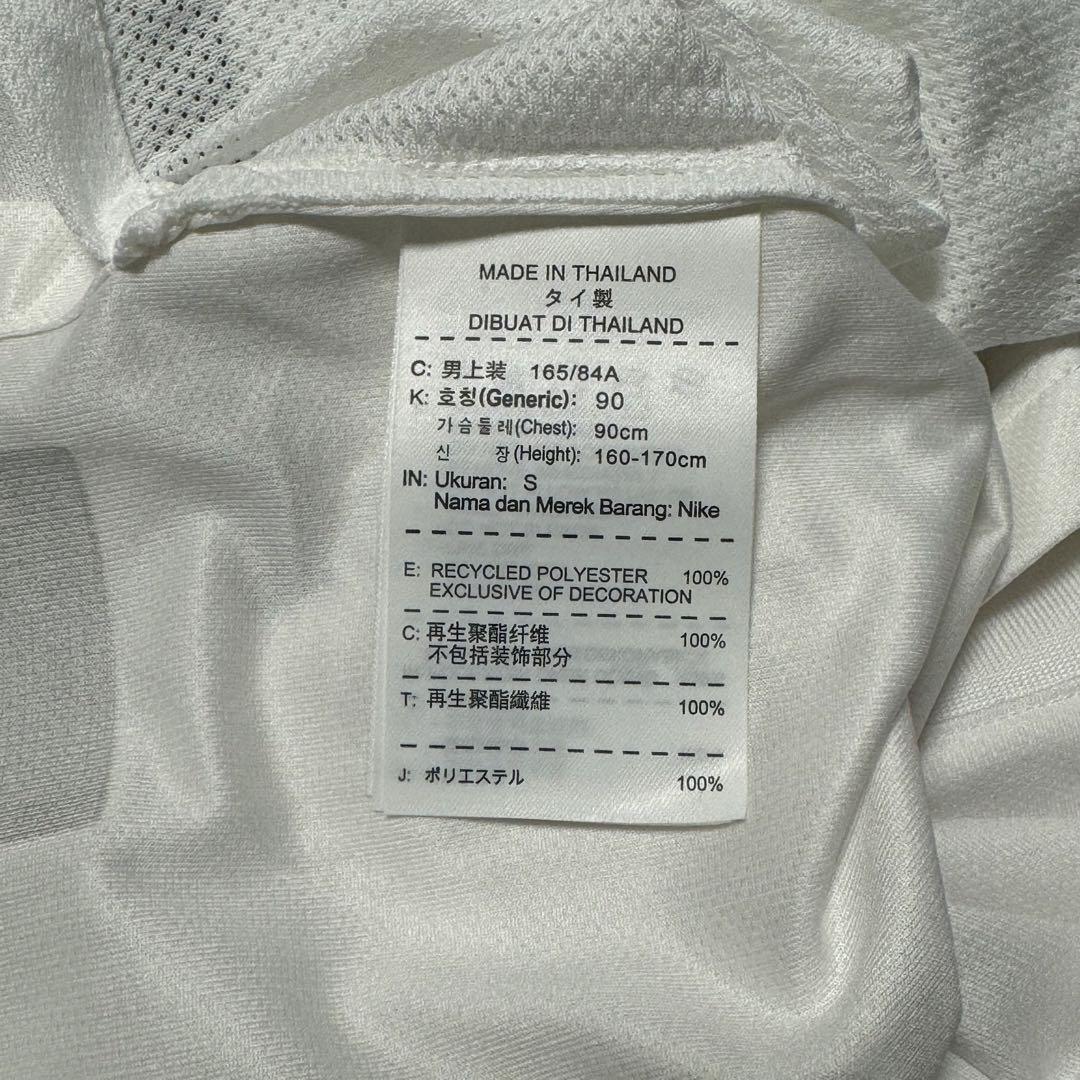 MADE IN THAILAND
タイ製
DIBUAT DI THAILAND
C: 男上装 165/84A
K: 호칭(Generic): 90
가슴둘레(Chest): 90cm
신 장(Height): 160-170cm
IN: Ukuran: S
Nama dan Merek Barang: Nike
E: RECYCLED POLYESTER 100%
EXCLUSIVE OF DECORATION
C: 再生聚酯纤维 100%
不包括装饰部分
T: 再生聚酯纖維 100%
J: ポリエステル 100%